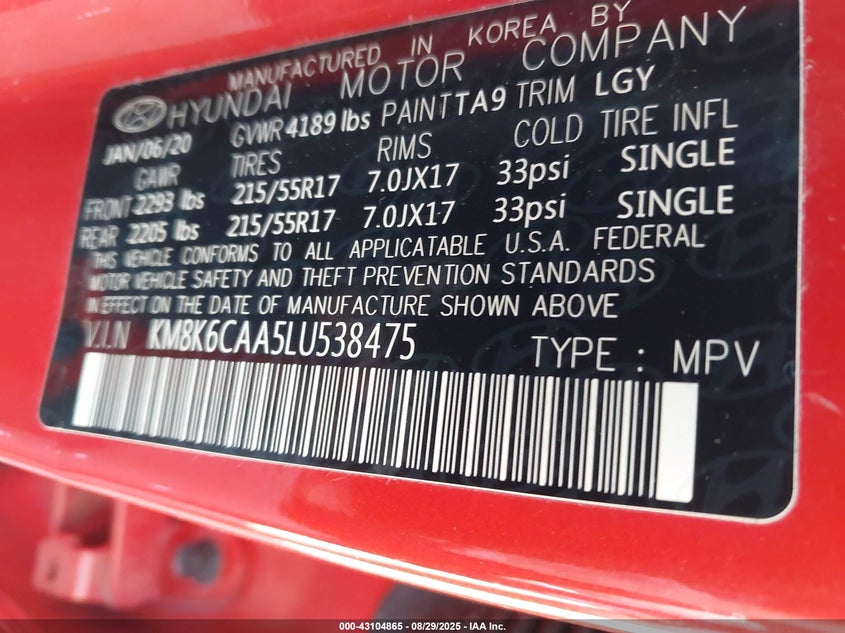 MANUFACTURED IN KOREA BY
HYUNDAI MOTOR COMPANY
JAN/06/20 GVWR 4189 lbs PAINT TA9 TRIM LGY
GAWR TIRES RIMS COLD TIRE INFL
FRONT 2293 lbs 215/55R17 7.0JX17 33psi SINGLE
REAR 2205 lbs 215/55R17 7.0JX17 33psi SINGLE
THIS VEHICLE CONFORMS TO ALL APPLICATABLE U.S.A. FEDERAL
MOTOR VEHICLE SAFETY AND THEFT PREVENTION STANDARDS
IN EFFECT ON THE DATE OF MANUFACTURE SHOWN ABOVE
V.I.N KM8K6CAA5LU538475 TYPE : MPV
000-43104865 - 08/29/2025 - IAA Inc.